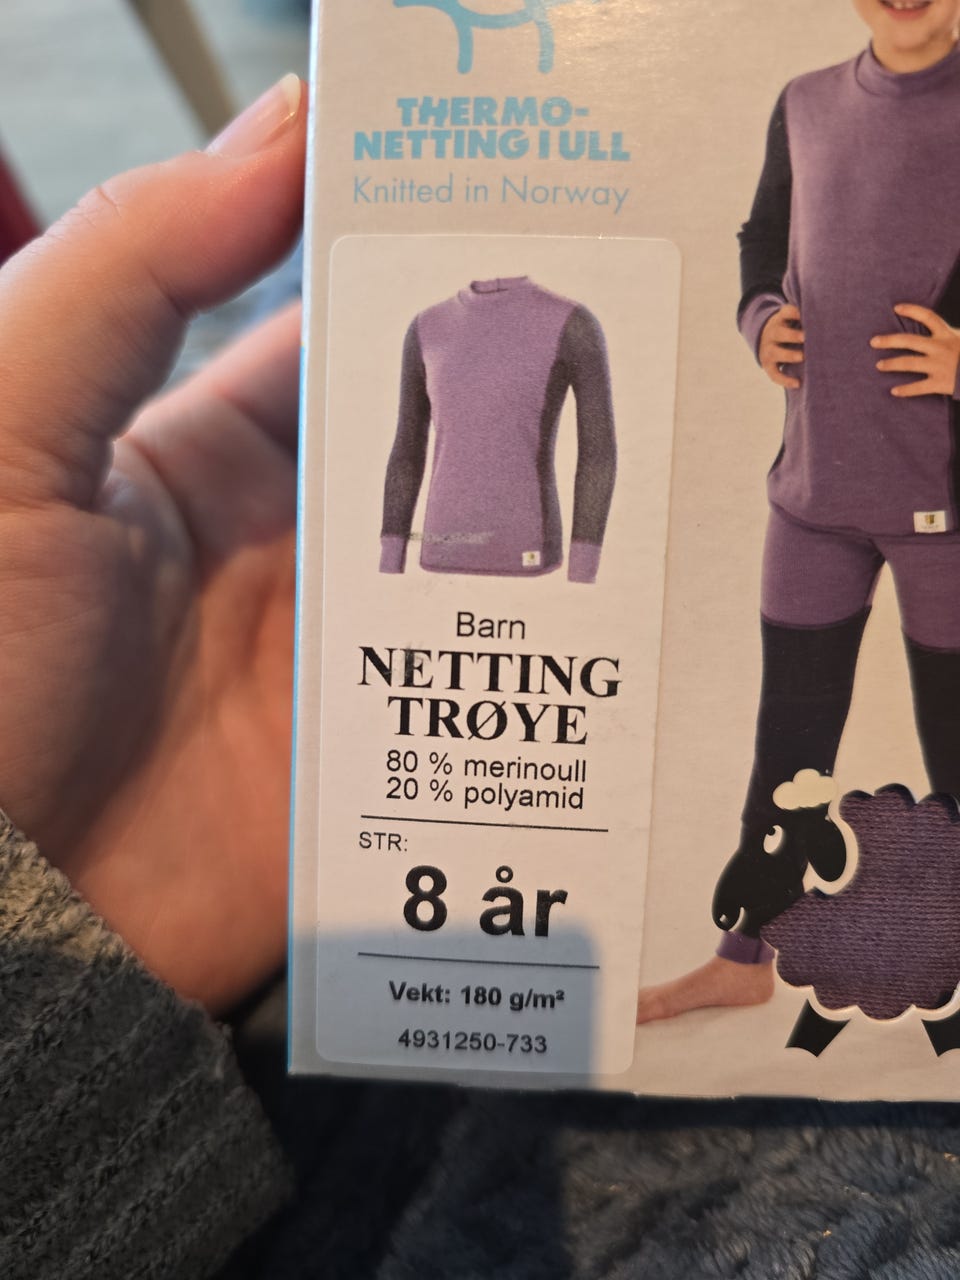 THERMO-
NETTING I ULL
Knitted in Norway
Barn
NETTING
TRØYE
80 % merinoull
20 % polyamid
STR:
8 år
Vekt: 180 g/m²
4931250-733